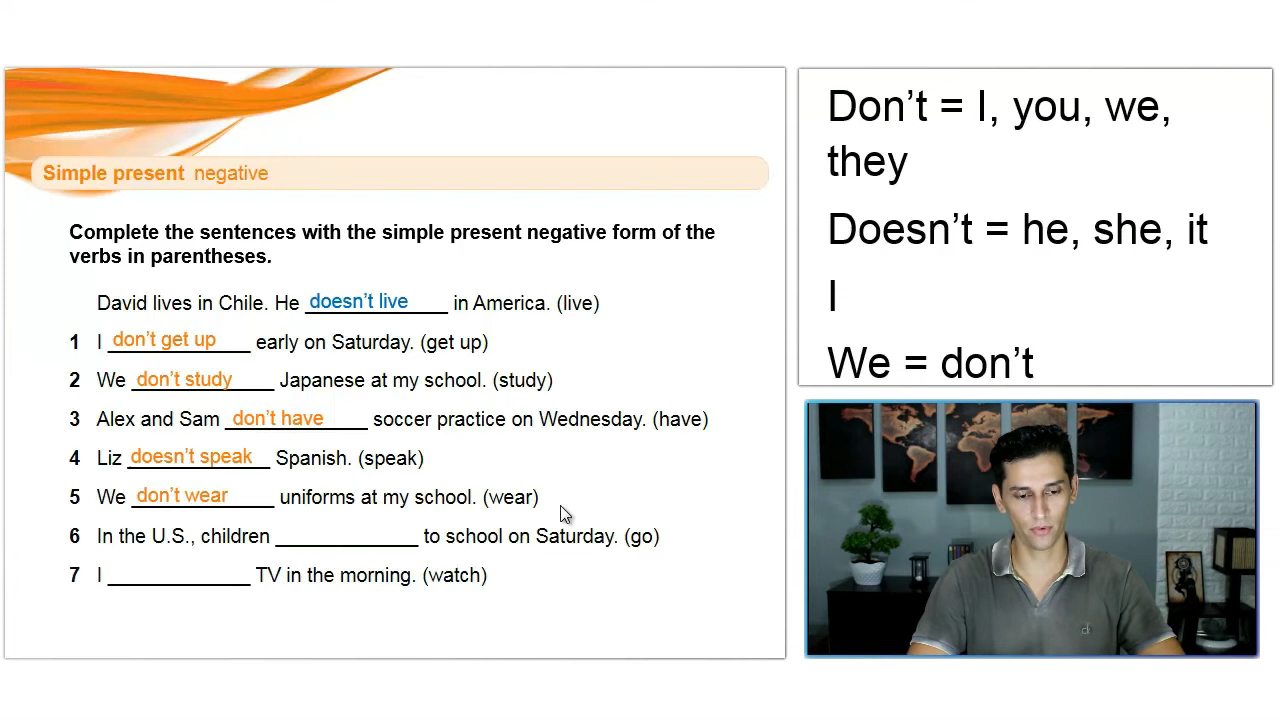 Simple present negative
Complete the sentences with the simple present negative form of the
verbs in parentheses.
David lives in Chile. He doesn't live in America. (live)
1 I don't get up early on Saturday. (get up)
2 We don't study Japanese at my school. (study)
3 Alex and Sam don't have soccer practice on Wednesday. (have)
4 Liz doesn't speak Spanish. (speak)
5 We don't wear uniforms at my school. (wear)
6 In the U.S., children ______________ to school on Saturday. (go)
7 I ______________ TV in the morning. (watch)
Don't = I, you, we,
they
Doesn't = he, she, it
I
We = don't